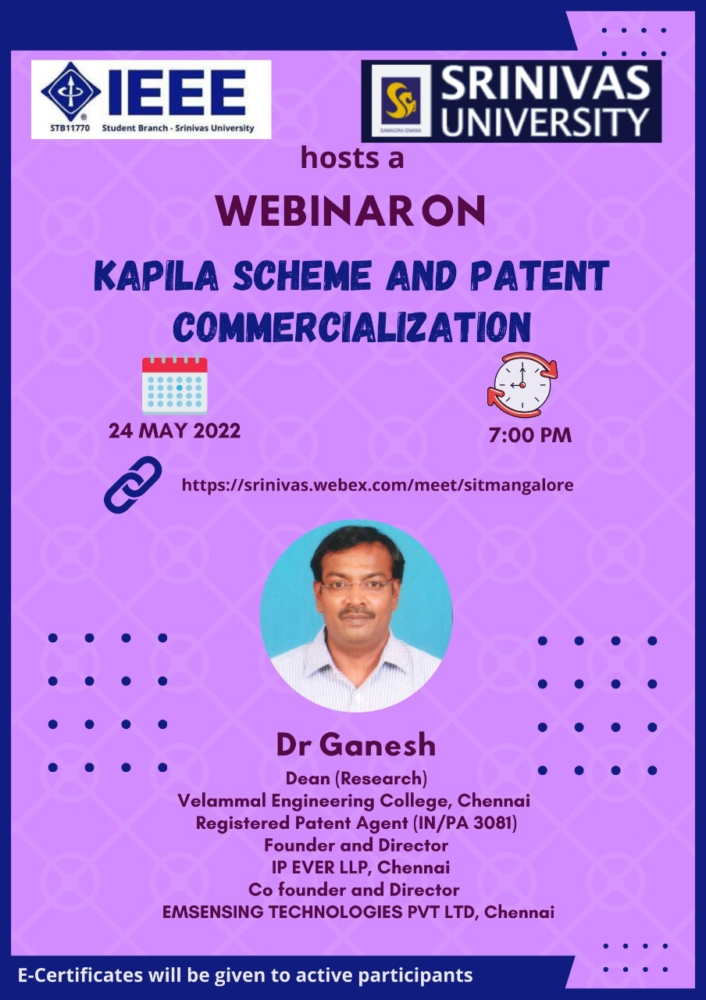 IEEE
STB11770 Student Branch - Srinivas University
SRINIVAS
UNIVERSITY
SAMAGRA GNANA
hosts a
WEBINAR ON
KAPILA SCHEME AND PATENT
COMMERCIALIZATION
24 MAY 2022
7:00 PM
https://srinivas.webex.com/meet/sitmangalore
Dr Ganesh
Dean (Research)
Velammal Engineering College, Chennai
Registered Patent Agent (IN/PA 3081)
Founder and Director
IP EVER LLP, Chennai
Co founder and Director
EMSENSING TECHNOLOGIES PVT LTD, Chennai
E-Certificates will be given to active participants